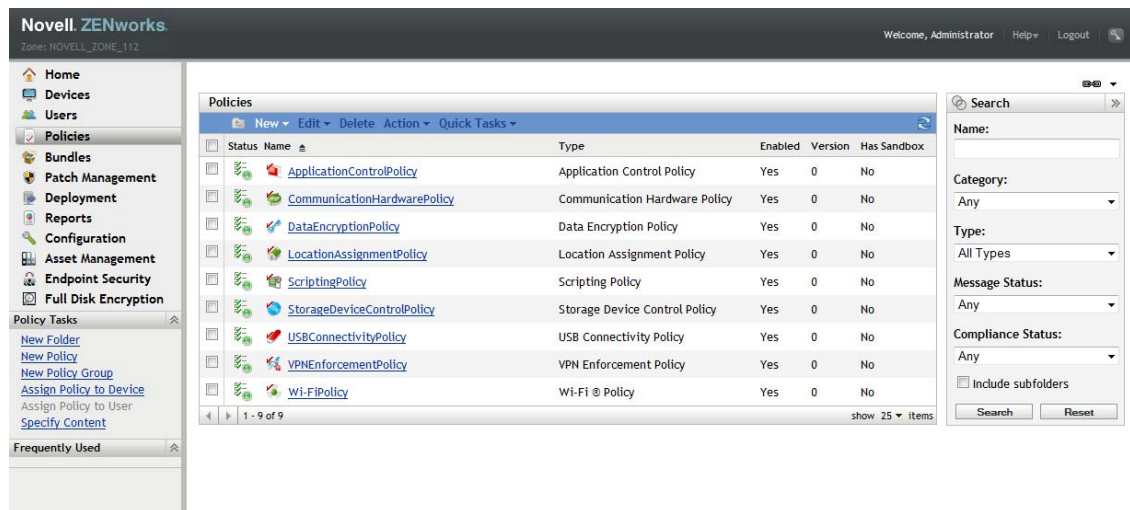 Novell. ZENworks.
Zone: NOVELL_ZONE_112
Welcome, Administrator Help Logout
Home
Devices
Users
Policies
Bundles
Patch Management
Deployment
Reports
Configuration
Asset Management
Endpoint Security
Full Disk Encryption
Policy Tasks
New Folder
New Policy
New Policy Group
Assign Policy to Device
Assign Policy to User
Specify Content
Frequently Used
Policies
New Edit Delete Action Quick Tasks
Status Name Type Enabled Version Has Sandbox
ApplicationControlPolicy Application Control Policy Yes 0 No
CommunicationHardwarePolicy Communication Hardware Policy Yes 0 No
DataEncryptionPolicy Data Encryption Policy Yes 0 No
LocationAssignmentPolicy Location Assignment Policy Yes 0 No
ScriptingPolicy Scripting Policy Yes 0 No
StorageDeviceControlPolicy Storage Device Control Policy Yes 0 No
USBConnectivityPolicy USB Connectivity Policy Yes 0 No
VPNEnforcementPolicy VPN Enforcement Policy Yes 0 No
Wi-FiPolicy Wi-Fi ® Policy Yes 0 No
1 - 9 of 9 show 25 items
Search
Name:
Category:
Any
Type:
All Types
Message Status:
Any
Compliance Status:
Any
Include subfolders
Search Reset